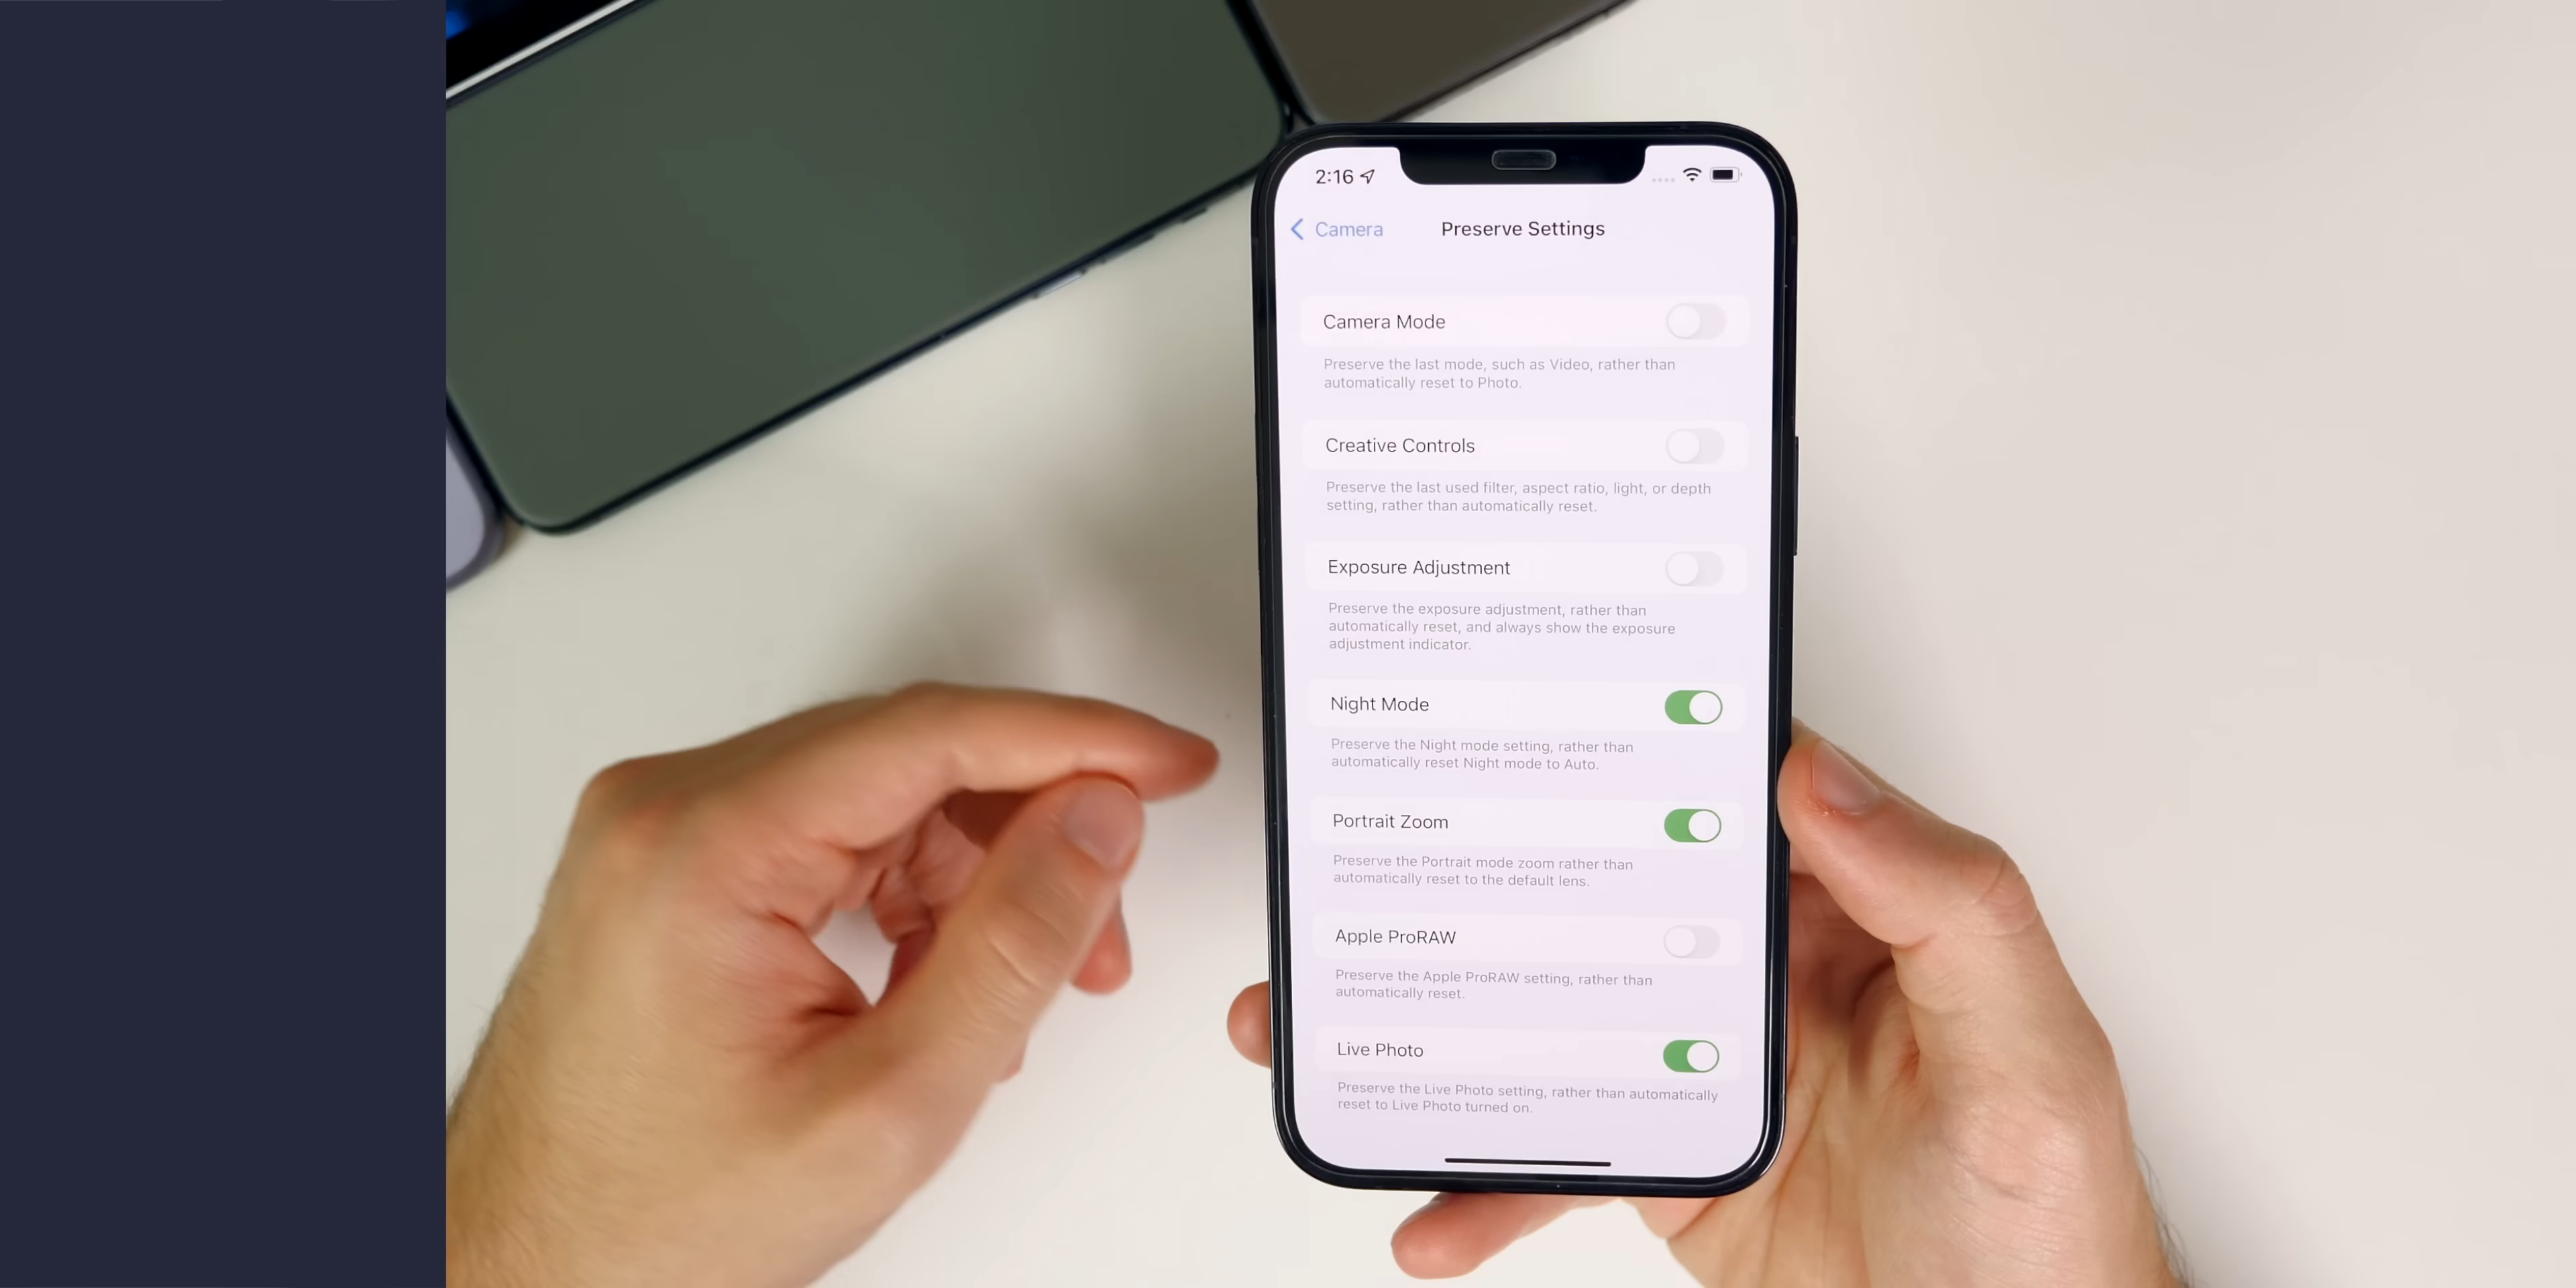 2:16
Camera
Preserve Settings
Camera Mode
Preserve the last mode, such as Video, rather than
automatically reset to Photo.
Creative Controls
Preserve the last used filter, aspect ratio, light, or depth
setting, rather than automatically reset.
Exposure Adjustment
Preserve the exposure adjustment, rather than
automatically reset, and always show the exposure
adjustment indicator.
Night Mode
Preserve the Night mode setting, rather than
automatically reset Night mode to Auto.
Portrait Zoom
Preserve the Portrait mode zoom rather than
automatically reset to the default lens.
Apple ProRAW
Preserve the Apple ProRAW setting, rather than
automatically reset.
Live Photo
Preserve the Live Photo setting, rather than automatically
reset to Live Photo turned on.